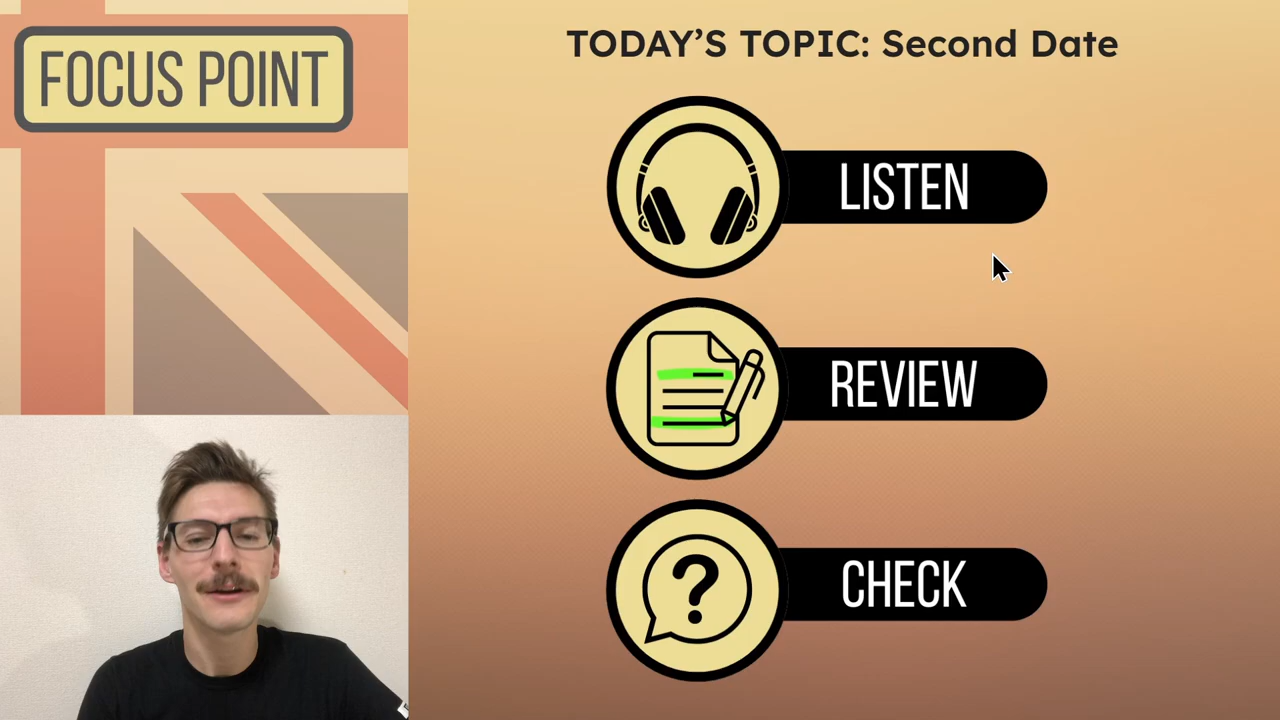 FOCUS POINT
TODAY’S TOPIC: Second Date
LISTEN
REVIEW
CHECK